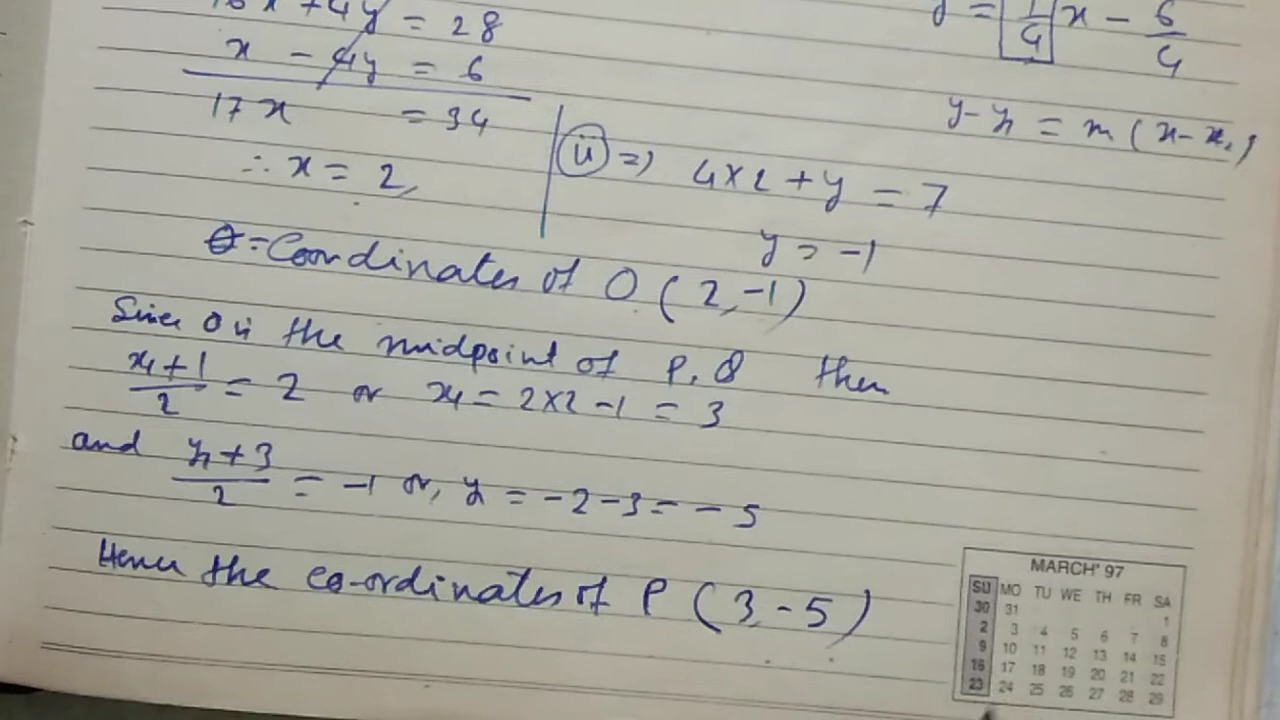 16x + 4y = 28
x - 4y = 6
17x = 34
∴ x = 2,
y = 1/4 x - 6/4
y - y₁ = m (x - x₁)
(ii) => 4×2 + y = 7
y = -1
Coordinates of O (2, -1)
Since O is the midpoint of P, Q then
x₁+1/2 = 2 or x₁ = 2×2 - 1 = 3
and y₁+3/2 = -1 or, y₁ = -2-3 = -5
Hence the co-ordinates of P (3, -5)
MARCH' 97
SU MO TU WE TH FR SA
30 31 1
2 3 4 5 6 7 8
9 10 11 12 13 14 15
16 17 18 19 20 21 22
23 24 25 26 27 28 29